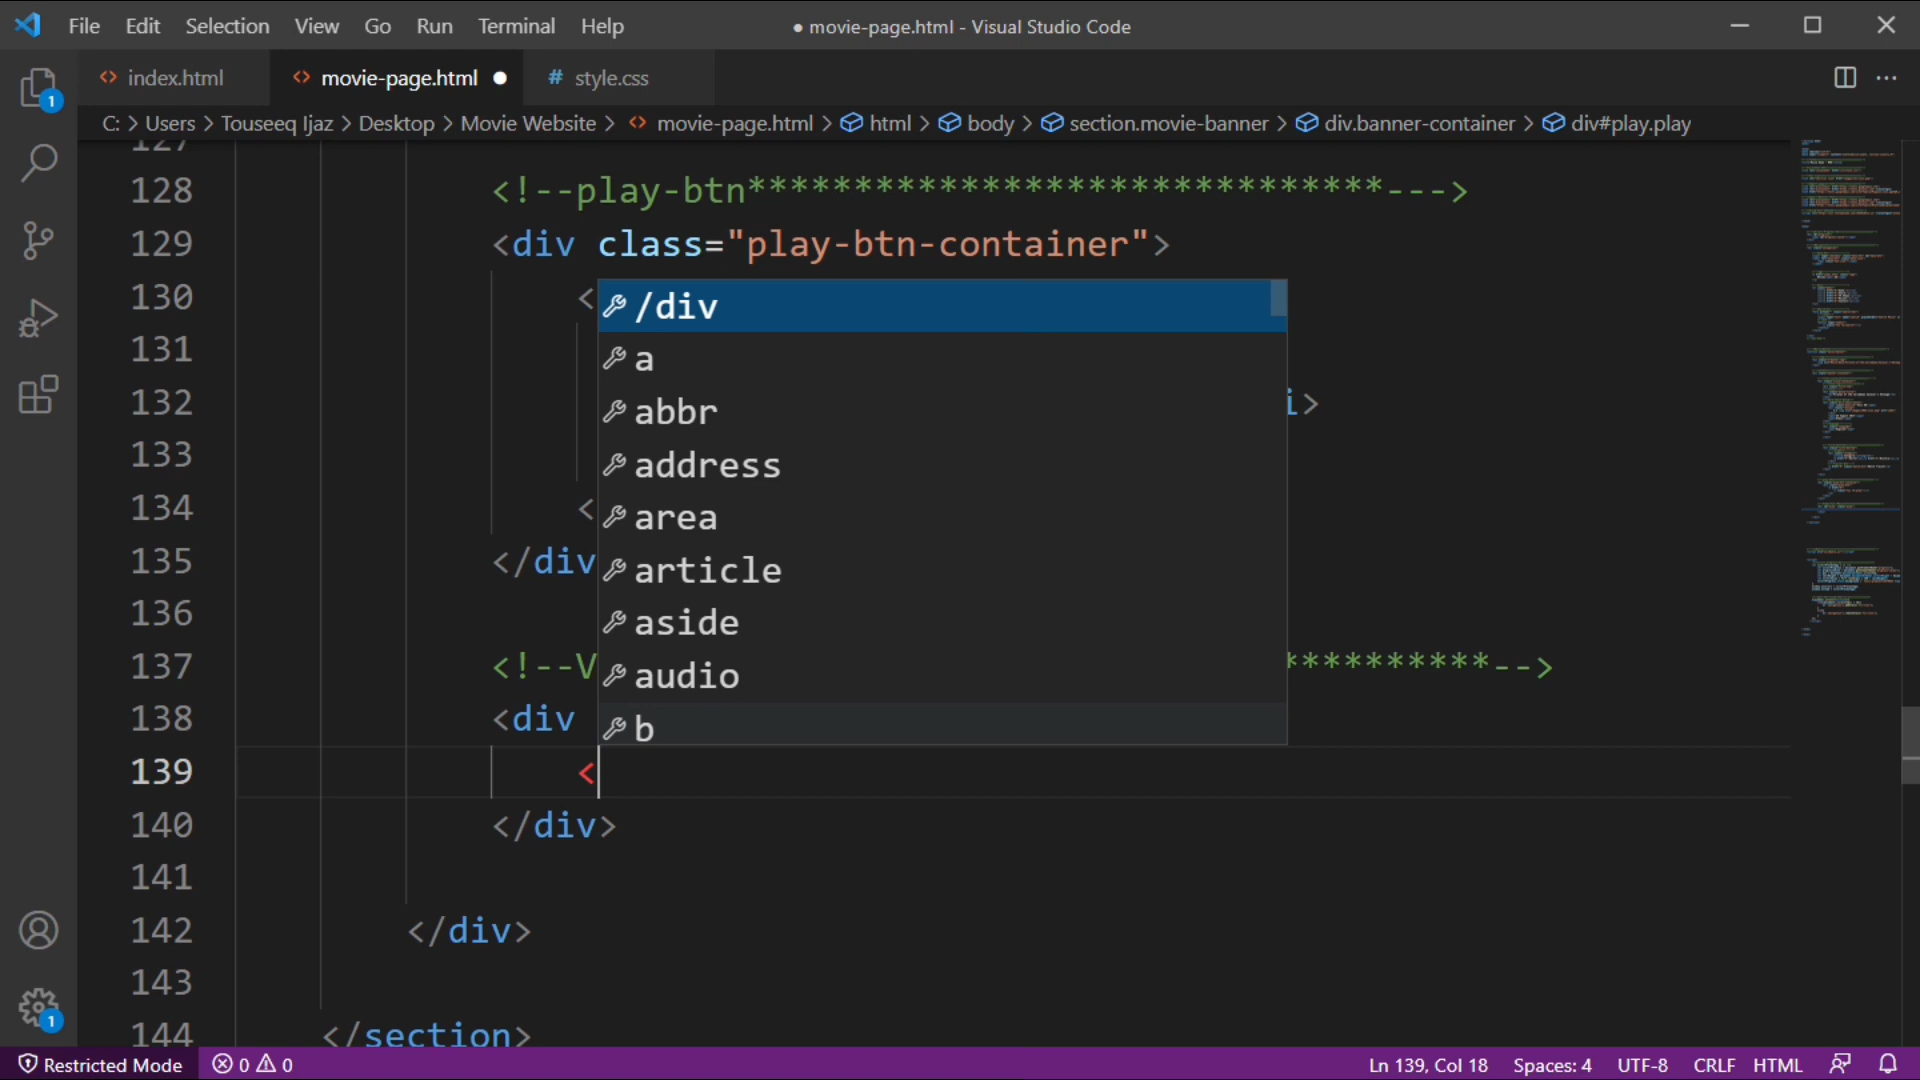 File Edit Selection View Go Run Terminal Help ● movie-page.html - Visual Studio Code
index.html movie-page.html ● # style.css
C: > Users > Touseeq Ijaz > Desktop > Movie Website > movie-page.html > html > body > section.movie-banner > div.banner-container > div#play.play
127
128 <!--play-btn******************************--->
129 <div class="play-btn-container">
130 <
/div
131
a
132 i>
abbr
133
address
134 <
area
135 </div
article
136
aside
137 <!--V **********-->
audio
138 <div
b
139 <
140 </div>
141
142 </div>
143
144 </section>
1
1
Restricted Mode 0 0 Ln 139, Col 18 Spaces: 4 UTF-8 CRLF HTML